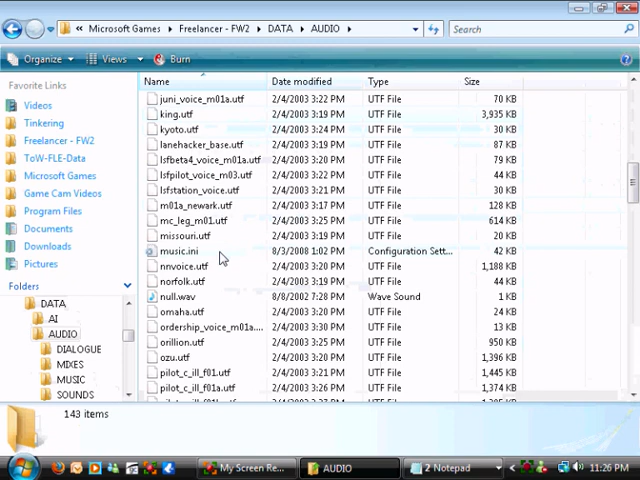 « Microsoft Games ▸ Freelancer - FW2 ▸ DATA ▸ AUDIO ▸ Search
Organize Views Burn ?
Favorite Links
Videos
Tinkering
Freelancer - FW2
ToW-FLE-Data
Microsoft Games
Game Cam Videos
Program Files
Documents
Downloads
Pictures
Folders
DATA
AI
AUDIO
DIALOGUE
MIXES
MUSIC
SOUNDS
Name Date modified Type Size
juni_voice_m01a.utf 2/4/2003 3:22 PM UTF File 70 KB
king.utf 2/4/2003 3:19 PM UTF File 3,935 KB
kyoto.utf 2/4/2003 3:24 PM UTF File 30 KB
lanehacker_base.utf 2/4/2003 3:19 PM UTF File 87 KB
lsfbeta4_voice_m01a.utf 2/4/2003 3:20 PM UTF File 79 KB
lsfpilot_voice_m03.utf 2/4/2003 3:22 PM UTF File 44 KB
lsfstation_voice.utf 2/4/2003 3:21 PM UTF File 30 KB
m01a_newark.utf 2/4/2003 3:17 PM UTF File 128 KB
mc_leg_m01.utf 2/4/2003 3:25 PM UTF File 614 KB
missouri.utf 2/4/2003 3:19 PM UTF File 20 KB
music.ini 8/3/2008 1:02 PM Configuration Sett... 42 KB
nnvoice.utf 2/4/2003 3:20 PM UTF File 1,188 KB
norfolk.utf 2/4/2003 3:19 PM UTF File 44 KB
null.wav 8/8/2002 7:28 PM Wave Sound 1 KB
omaha.utf 2/4/2003 3:20 PM UTF File 24 KB
ordership_voice_m01a.... 2/4/2003 3:20 PM UTF File 13 KB
orillion.utf 2/4/2003 3:25 PM UTF File 950 KB
ozu.utf 2/4/2003 3:20 PM UTF File 1,396 KB
pilot_c_ill_f01.utf 2/4/2003 3:21 PM UTF File 1,445 KB
pilot_c_ill_f01a.utf 2/4/2003 3:26 PM UTF File 1,374 KB
143 items
My Screen Re... AUDIO 2 Notepad 11:26 PM